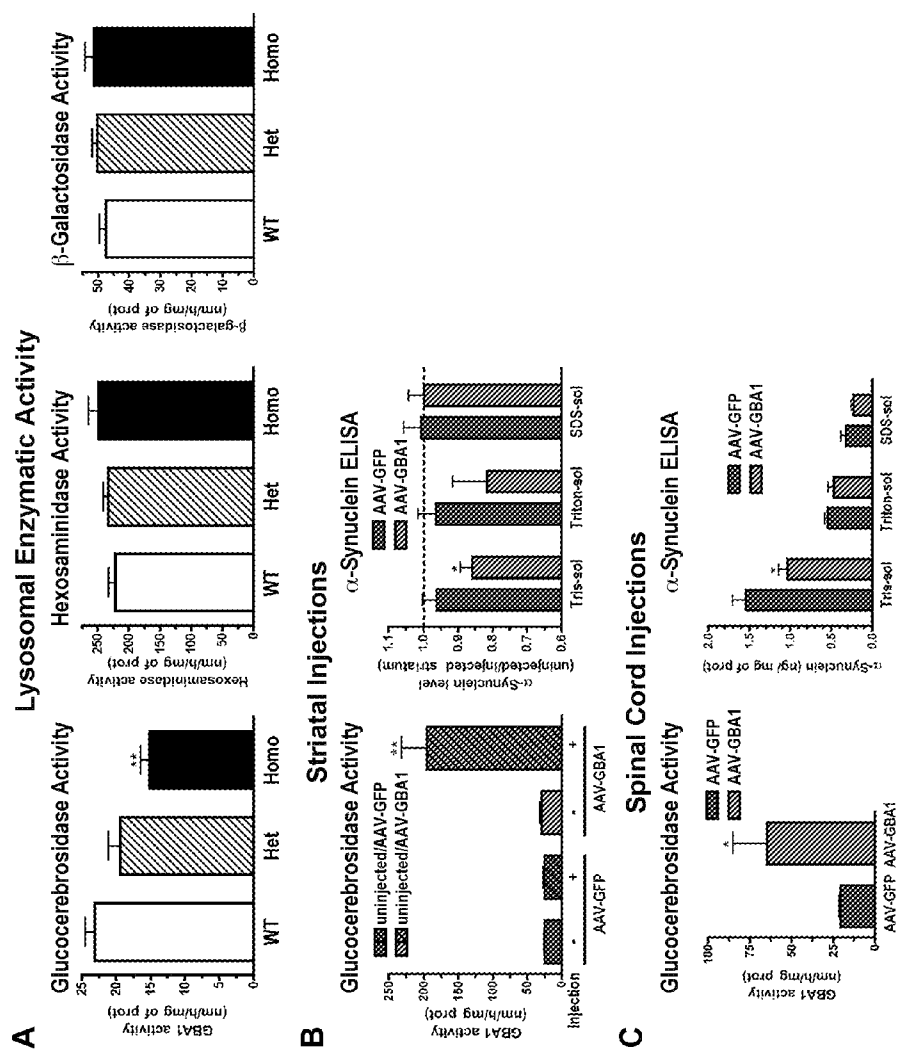 A
Lysosomal Enzymatic Activity
Glucocerebrosidase Activity
GBA1 activity
(nm/h/mg of prot)
25
20
15
10
5
0
**
WT
Het
Homo
Hexosaminidase Activity
Hexosaminidase activity
(nm/h/mg of prot)
250
200
150
100
50
0
WT
Het
Homo
β-Galactosidase Activity
β-galactosidase activity
(nm/h/mg of prot)
50
40
30
20
10
0
WT
Het
Homo
B
Striatal Injections
Glucocerebrosidase Activity
uninjected/AAV-GFP
uninjected/AAV-GBA1
GBA1 activity
(nm/h/mg prot)
250
200
150
100
50
0
**
Injection
-
+
-
+
AAV-GFP
AAV-GBA1
α-Synuclein ELISA
AAV-GFP
AAV-GBA1
α-Synuclein level
(uninjected/injected striatum)
1.1
1.0
0.9
0.8
0.7
0.6
*
Tris-sol
Triton-sol
SDS-sol
C
Spinal Cord Injections
Glucocerebrosidase Activity
AAV-GFP
AAV-GBA1
GBA1 activity
(nm/h/mg prot)
100
75
50
25
0
*
AAV-GFP
AAV-GBA1
α-Synuclein ELISA
AAV-GFP
AAV-GBA1
α-Synuclein (ng/ mg of prot)
2.0
1.5
1.0
0.5
0.0
*
Tris-sol
Triton-sol
SDS-sol